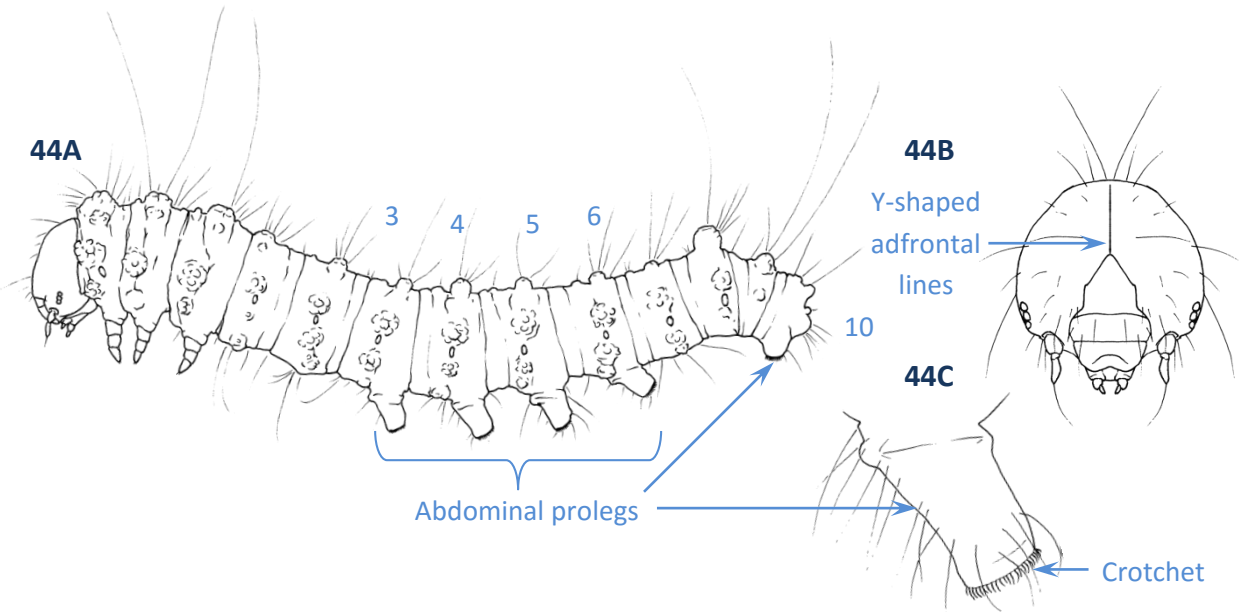 44A
3
4
5
6
10
Abdominal prolegs
44B
Y-shaped
adfrontal
lines
44C
Crotchet